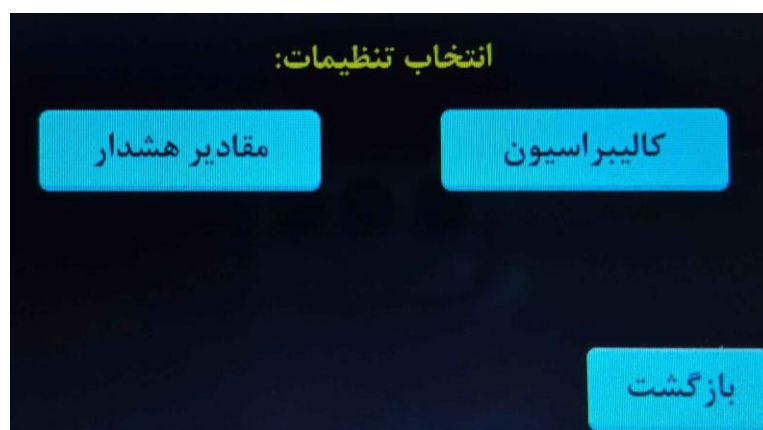 انتخاب تنظیمات:
کالیبراسیون
مقادیر هشدار
بازگشت